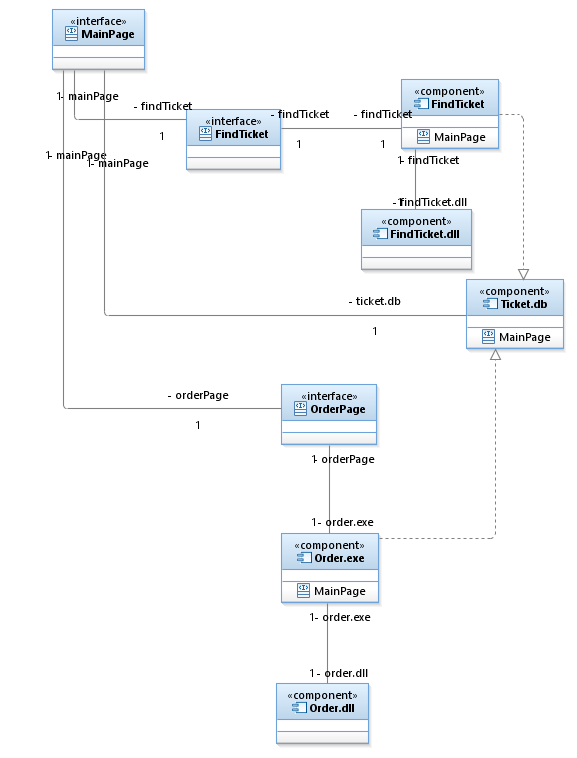 «interface»
MainPage
1
- mainPage
- findTicket
1
«interface»
FindTicket
- findTicket
1
- findTicket
1
«component»
FindTicket
MainPage
1
- findTicket
1
- mainPage
1
- mainPage
1
- FindTicket.dll
«component»
FindTicket.dll
«component»
Ticket.db
MainPage
- ticket.db
1
- orderPage
1
«interface»
OrderPage
1
- orderPage
1
- order.exe
«component»
Order.exe
MainPage
1
- order.exe
1
- order.dll
«component»
Order.dll